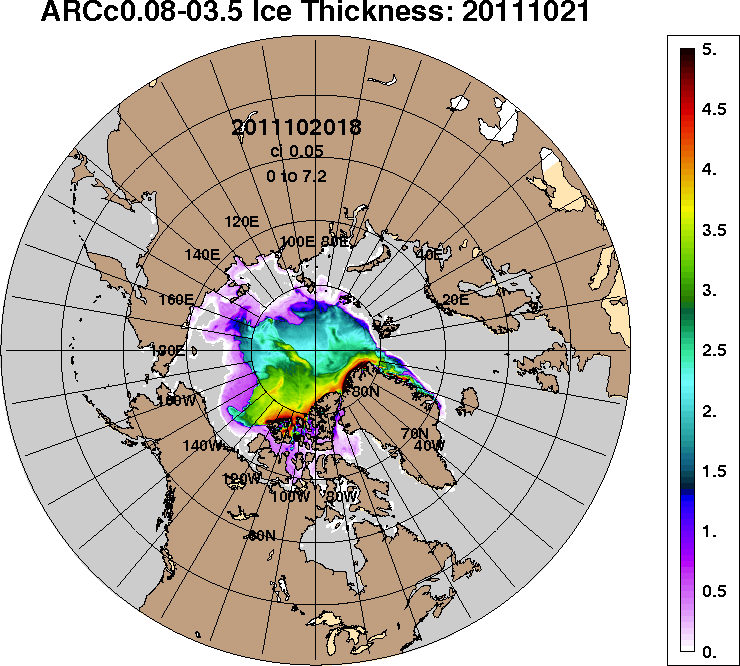 ARCc0.08-03.5 Ice Thickness: 20111021
2011102018
ci 0.05
0 to 7.2
120E
100E 80E
140E
40E
160E
20E
180E
160W
80N
140W
70N
40W
120W
100W 80W
60N
5.
4.5
4.
3.5
3.
2.5
2.
1.5
1.
0.5
0.